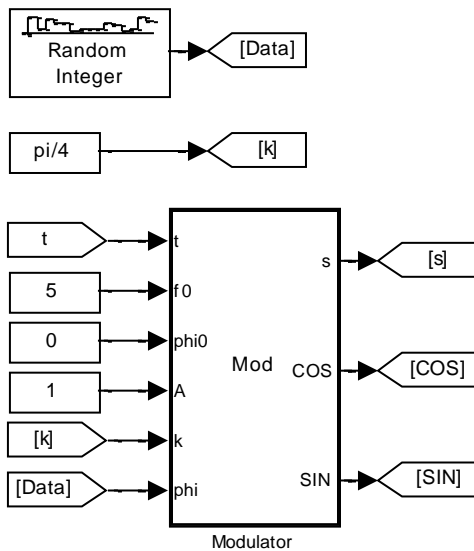 Random
Integer
[Data]
pi/4
[k]
t
5
0
1
[k]
[Data]
t
f0
phi0
A
k
phi
Mod
s
COS
SIN
[s]
[COS]
[SIN]
Modulator